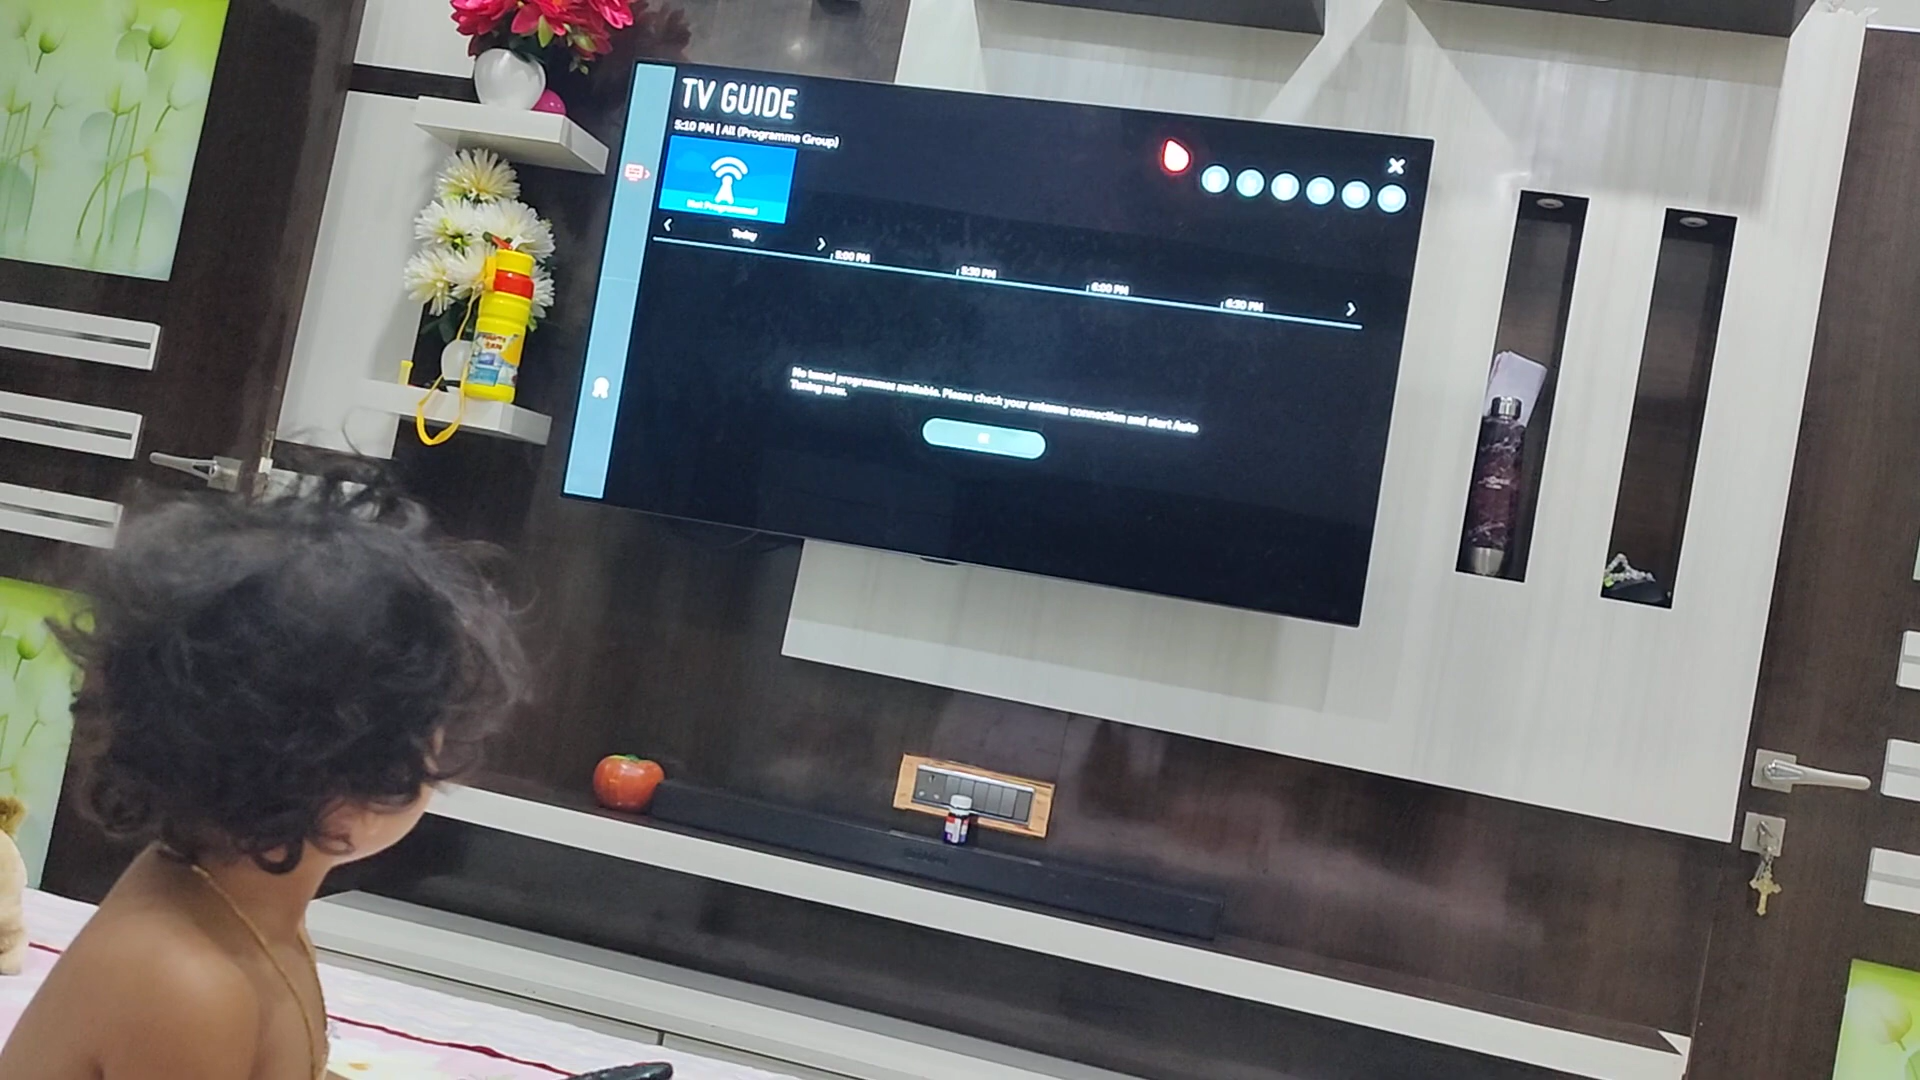 TV GUIDE
5:10 PM | All (Programme Group)
Not Programmed
Today
5:00 PM
5:30 PM
6:00 PM
6:30 PM
No tuned programmes available. Please check your antenna connection and start Auto
Tuning now.